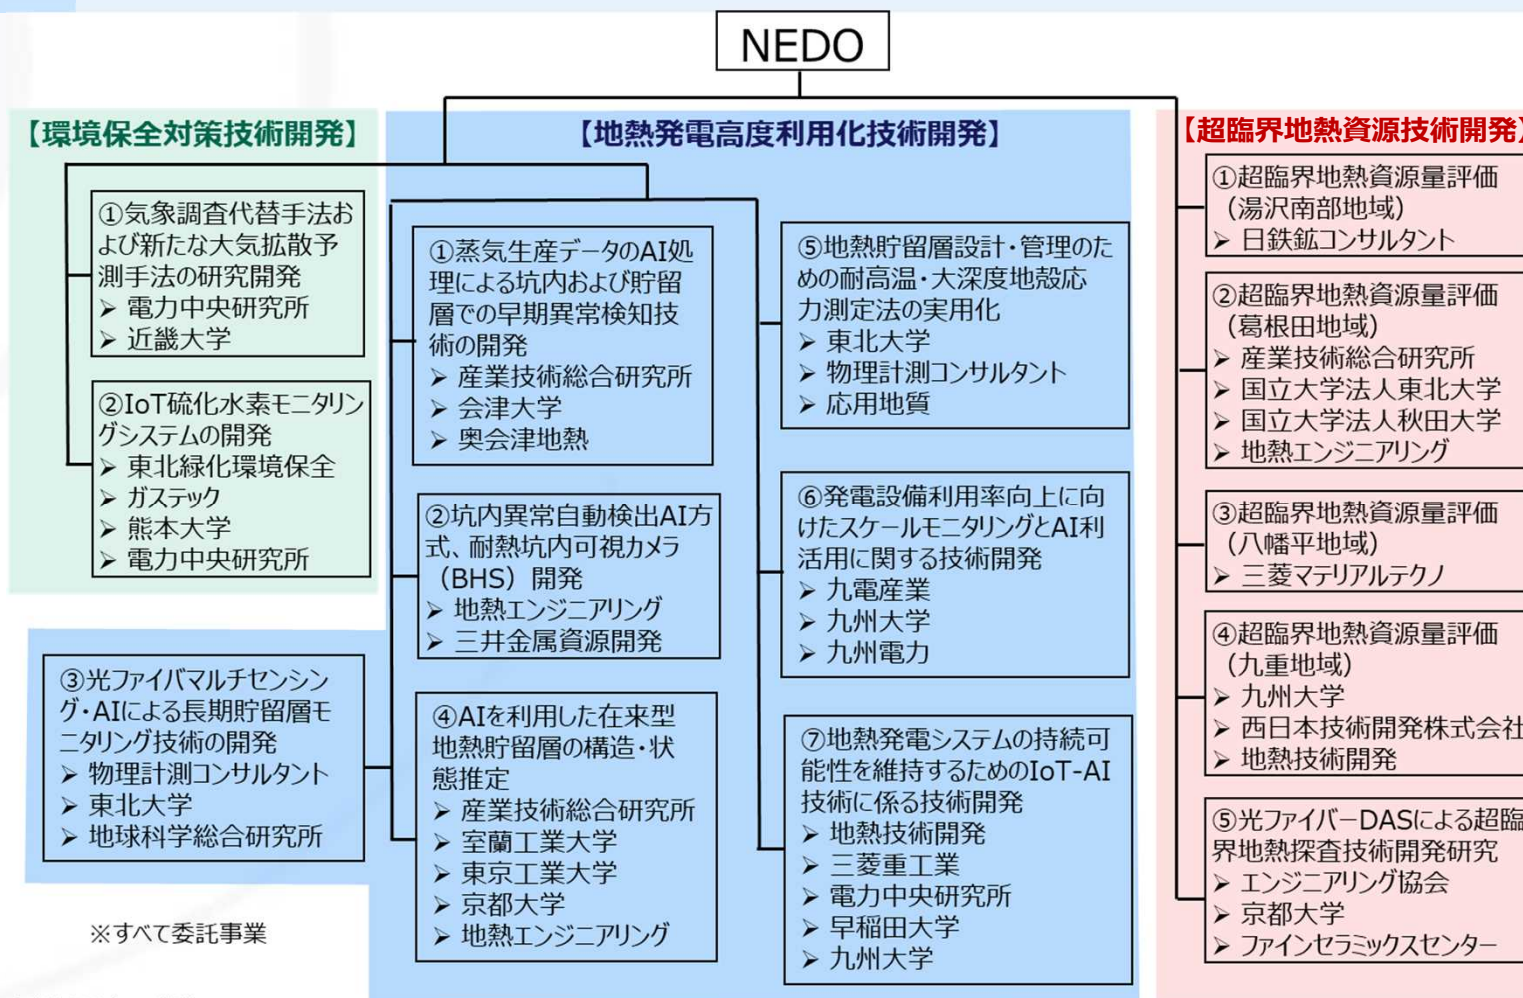 NEDO
【環境保全対策技術開発】
①気象調査代替手法お
よび新たな大気拡散予
測手法の研究開発
➢ 電力中央研究所
➢ 近畿大学
②IoT硫化水素モニタリン
グシステムの開発
➢ 東北緑化環境保全
➢ ガステック
➢ 熊本大学
➢ 電力中央研究所
【地熱発電高度利用化技術開発】
①蒸気生産データのAI処
理による坑内および貯留
層での早期異常検知技
術の開発
➢ 産業技術総合研究所
➢ 会津大学
➢ 奥会津地熱
②坑内異常自動検出AI方
式、耐熱坑内可視カメラ
（BHS）開発
➢ 地熱エンジニアリング
➢ 三井金属資源開発
③光ファイバマルチセンシン
グ・AIによる長期貯留層モ
ニタリング技術の開発
➢ 物理計測コンサルタント
➢ 東北大学
➢ 地球科学総合研究所
④AIを利用した在来型
地熱貯留層の構造・状
態推定
➢ 産業技術総合研究所
➢ 室蘭工業大学
➢ 東京工業大学
➢ 京都大学
➢ 地熱エンジニアリング
⑤地熱貯留層設計・管理のた
めの耐高温・大深度地殻応
力測定法の実用化
➢ 東北大学
➢ 物理計測コンサルタント
➢ 応用地質
⑥発電設備利用率向上に向
けたスケールモニタリングとAI利
活用に関する技術開発
➢ 九電産業
➢ 九州大学
➢ 九州電力
⑦地熱発電システムの持続可
能性を維持するためのIoT-AI
技術に係る技術開発
➢ 地熱技術開発
➢ 三菱重工業
➢ 電力中央研究所
➢ 早稲田大学
➢ 九州大学
【超臨界地熱資源技術開発】
①超臨界地熱資源量評価
（湯沢南部地域）
➢ 日鉄鉱コンサルタント
②超臨界地熱資源量評価
（葛根田地域）
➢ 産業技術総合研究所
➢ 国立大学法人東北大学
➢ 国立大学法人秋田大学
➢ 地熱エンジニアリング
③超臨界地熱資源量評価
（八幡平地域）
➢ 三菱マテリアルテクノ
④超臨界地熱資源量評価
（九重地域）
➢ 九州大学
➢ 西日本技術開発株式会社
➢ 地熱技術開発
⑤光ファイバーDASによる超臨
界地熱探査技術開発研究
➢ エンジニアリング協会
➢ 京都大学
➢ ファインセラミックスセンター
※すべて委託事業